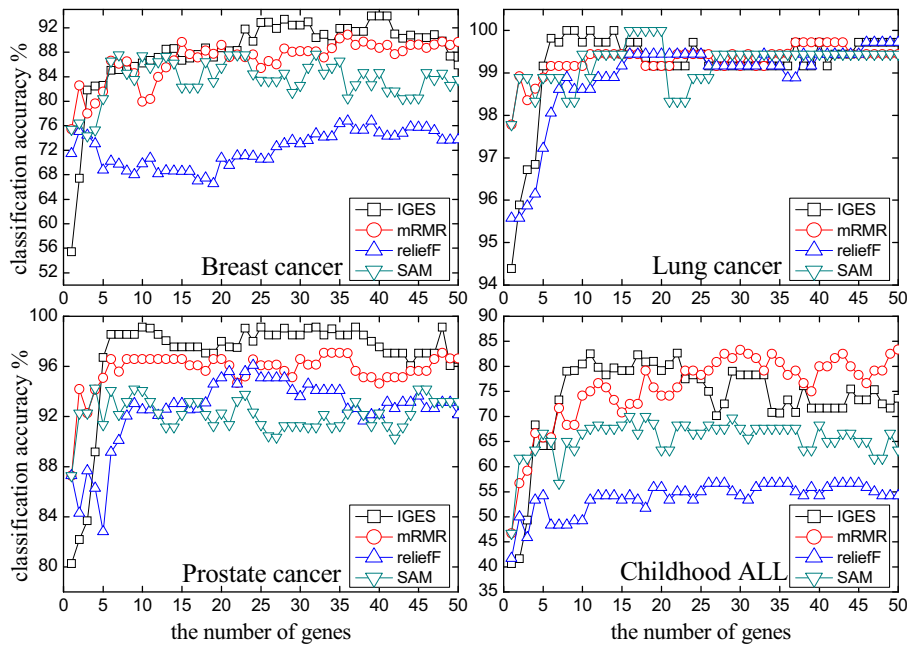 classification accuracy %
92
88
84
80
76
72
68
64
60
56
52
0 5 10 15 20 25 30 35 40 45 50
IGES
mRMR
reliefF
SAM
Breast cancer
100
99
98
97
96
95
94
0 5 10 15 20 25 30 35 40 45 50
IGES
mRMR
reliefF
SAM
Lung cancer
classification accuracy %
100
96
92
88
84
80
0 5 10 15 20 25 30 35 40 45 50
IGES
mRMR
reliefF
SAM
Prostate cancer
the number of genes
90
85
80
75
70
65
60
55
50
45
40
35
0 5 10 15 20 25 30 35 40 45 50
IGES
mRMR
reliefF
SAM
Childhood ALL
the number of genes